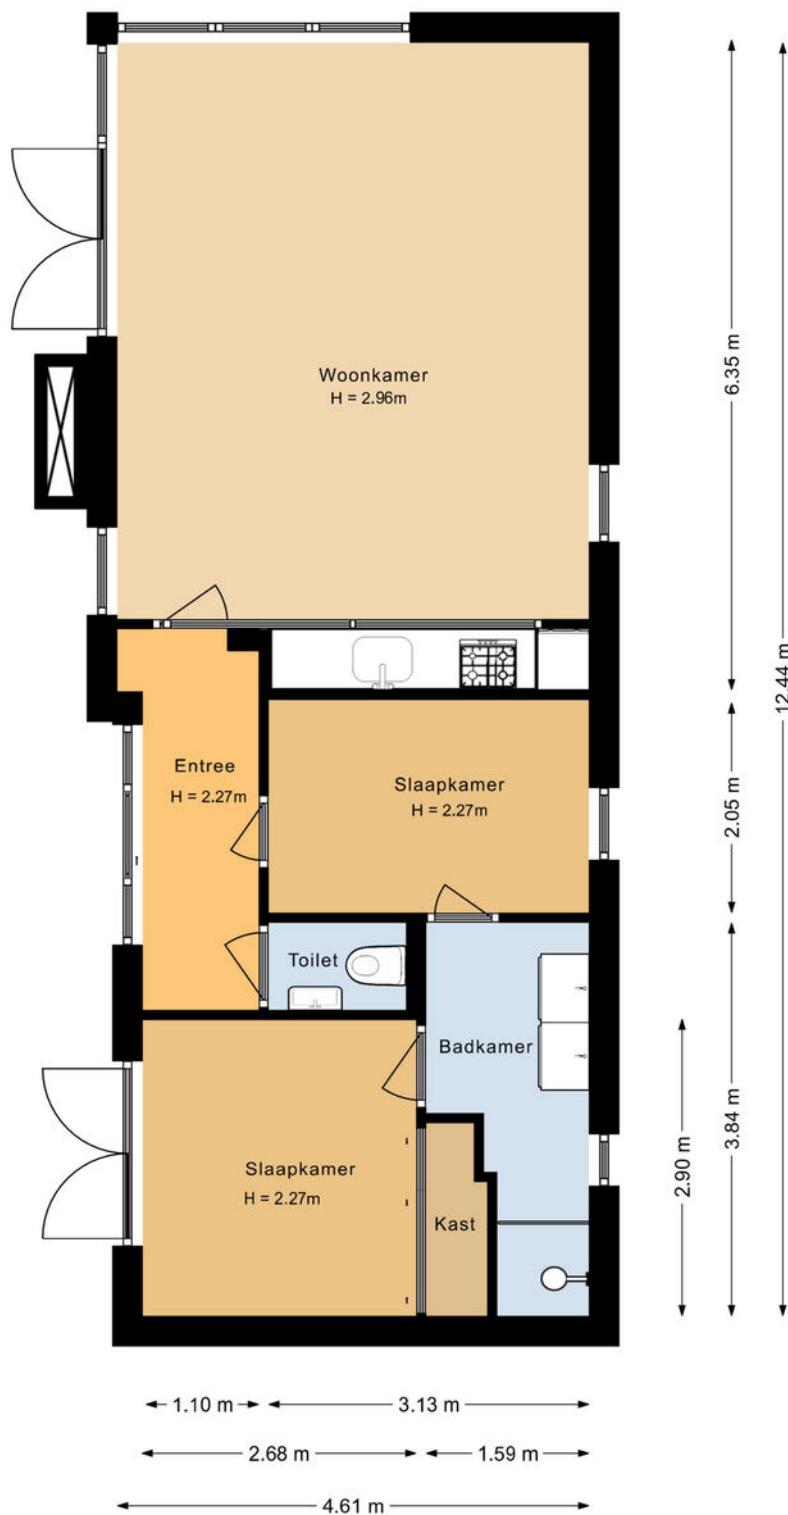 Woonkamer
H = 2.96m
6.35 m
12.44 m
Entree
H = 2.27m
Slaapkamer
H = 2.27m
2.05 m
Toilet
Badkamer
3.84 m
2.90 m
Slaapkamer
H = 2.27m
Kast
1.10 m
3.13 m
2.68 m
1.59 m
4.61 m